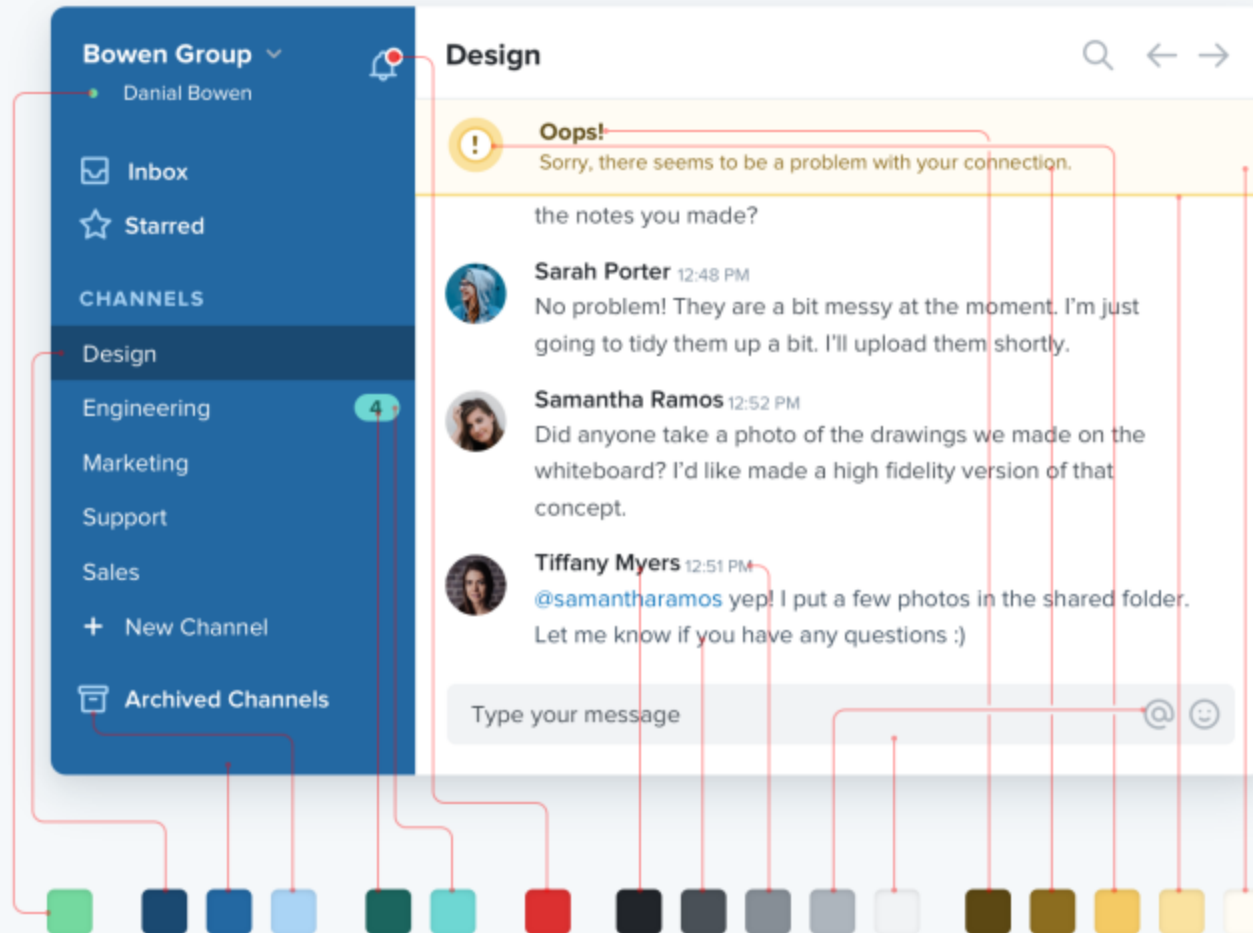 Bowen Group
Danial Bowen
Inbox
Starred
CHANNELS
Design
Engineering
4
Marketing
Support
Sales
+ New Channel
Archived Channels
Design
!
Oops!
Sorry, there seems to be a problem with your connection.
the notes you made?
Sarah Porter 12:48 PM
No problem! They are a bit messy at the moment. I'm just
going to tidy them up a bit. I'll upload them shortly.
Samantha Ramos 12:52 PM
Did anyone take a photo of the drawings we made on the
whiteboard? I'd like made a high fidelity version of that
concept.
Tiffany Myers 12:51 PM
@samantharamos yep! I put a few photos in the shared folder.
Let me know if you have any questions :)
Type your message
@